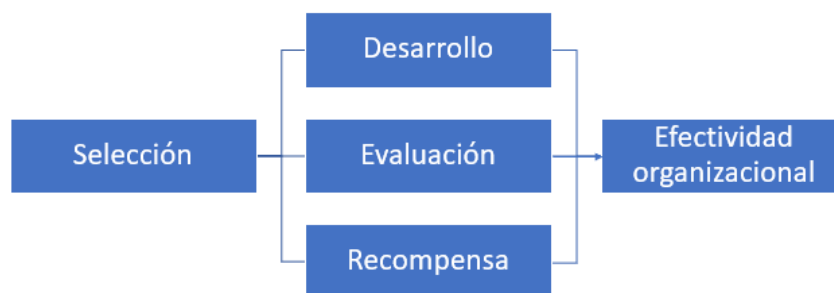 Desarrollo
Selección
Evaluación
Efectividad
organizacional
Recompensa